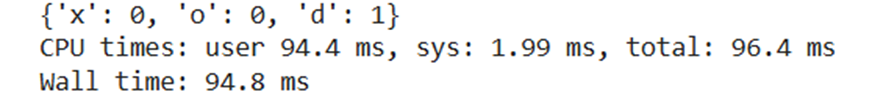 {'x': 0, 'o': 0, 'd': 1}
CPU times: user 94.4 ms, sys: 1.99 ms, total: 96.4 ms
Wall time: 94.8 ms